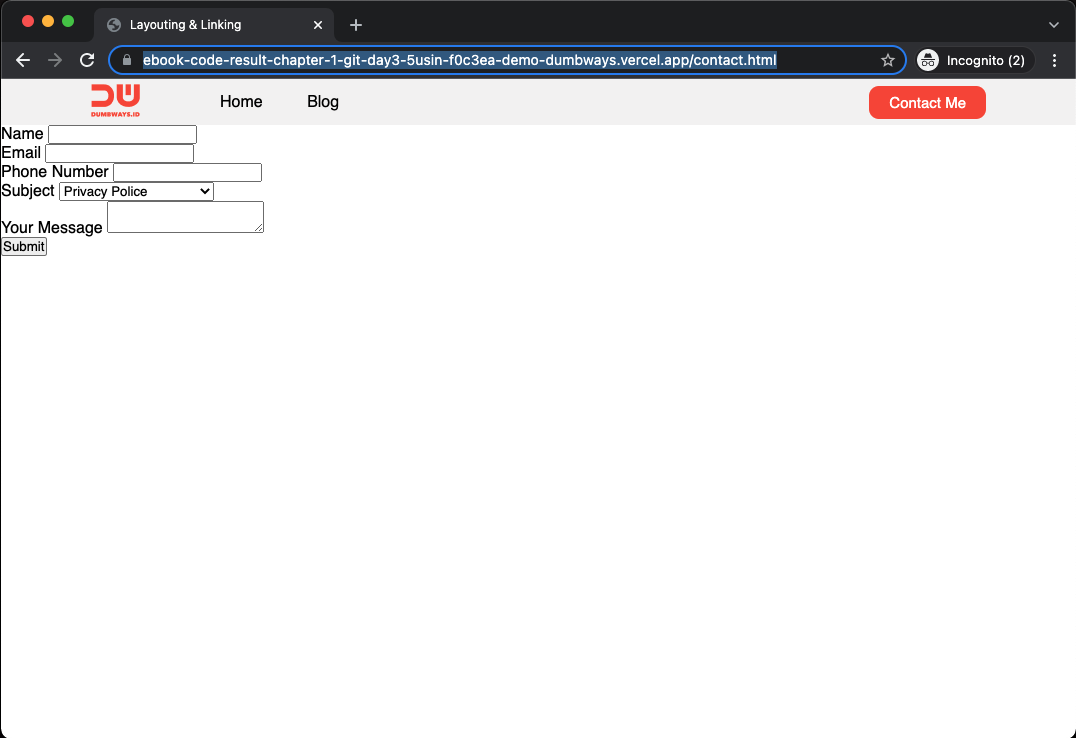 Layouting & Linking
ebook-code-result-chapter-1-git-day3-5usin-f0c3ea-demo-dumbways.vercel.app/contact.html
Incognito (2)
DW
DUMBWAYS.ID
Home
Blog
Contact Me
Name
Email
Phone Number
Subject Privacy Police
Your Message
Submit